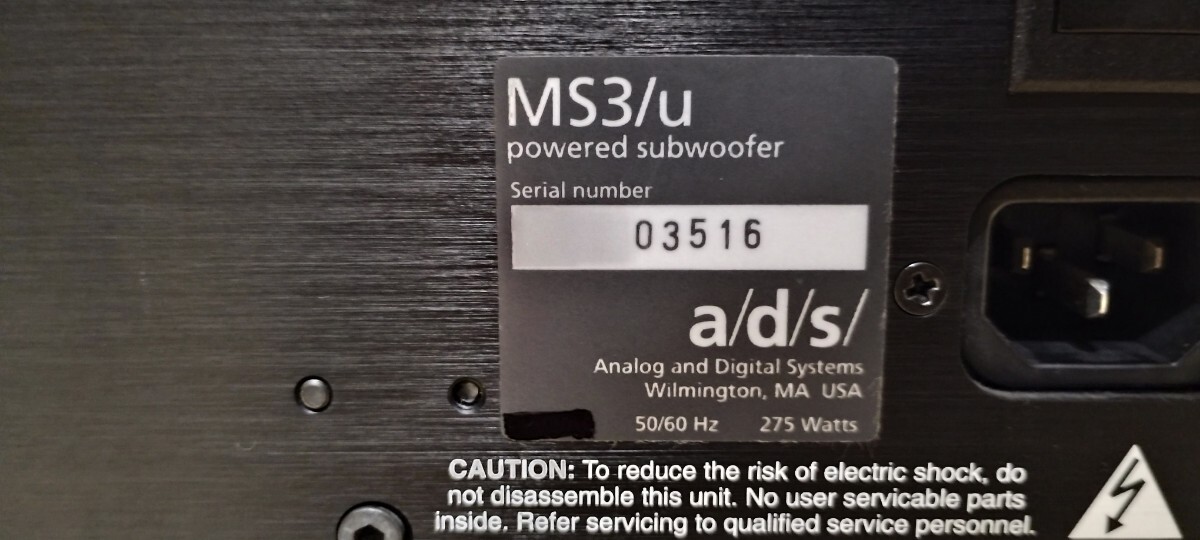 MS3/u
powered subwoofer
Serial number
03516
a/d/s/
Analog and Digital Systems
Wilmington, MA USA
50/60 Hz 275 Watts
CAUTION: To reduce the risk of electric shock, do
not disassemble this unit. No user servicable parts
inside. Refer servicing to qualified service personnel.